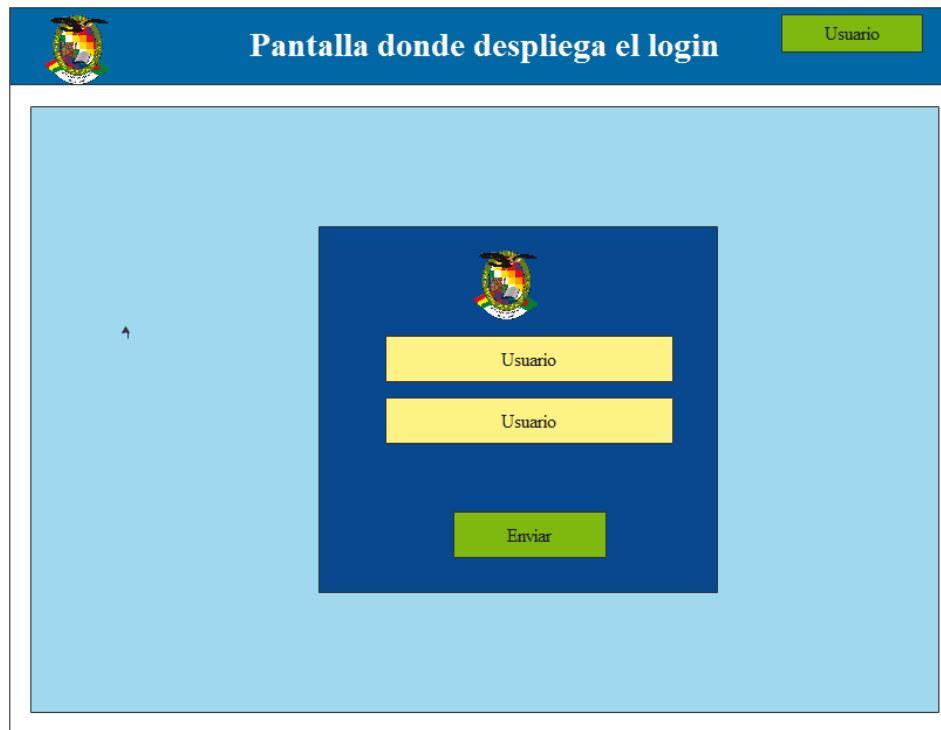 Pantalla donde despliega el login
Usuario
Usuario
Usuario
Enviar